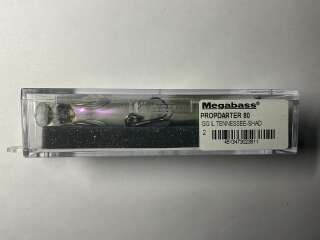 Megabass®
PROPDARTER 80
GG IL TENNESSEE-SHAD
2